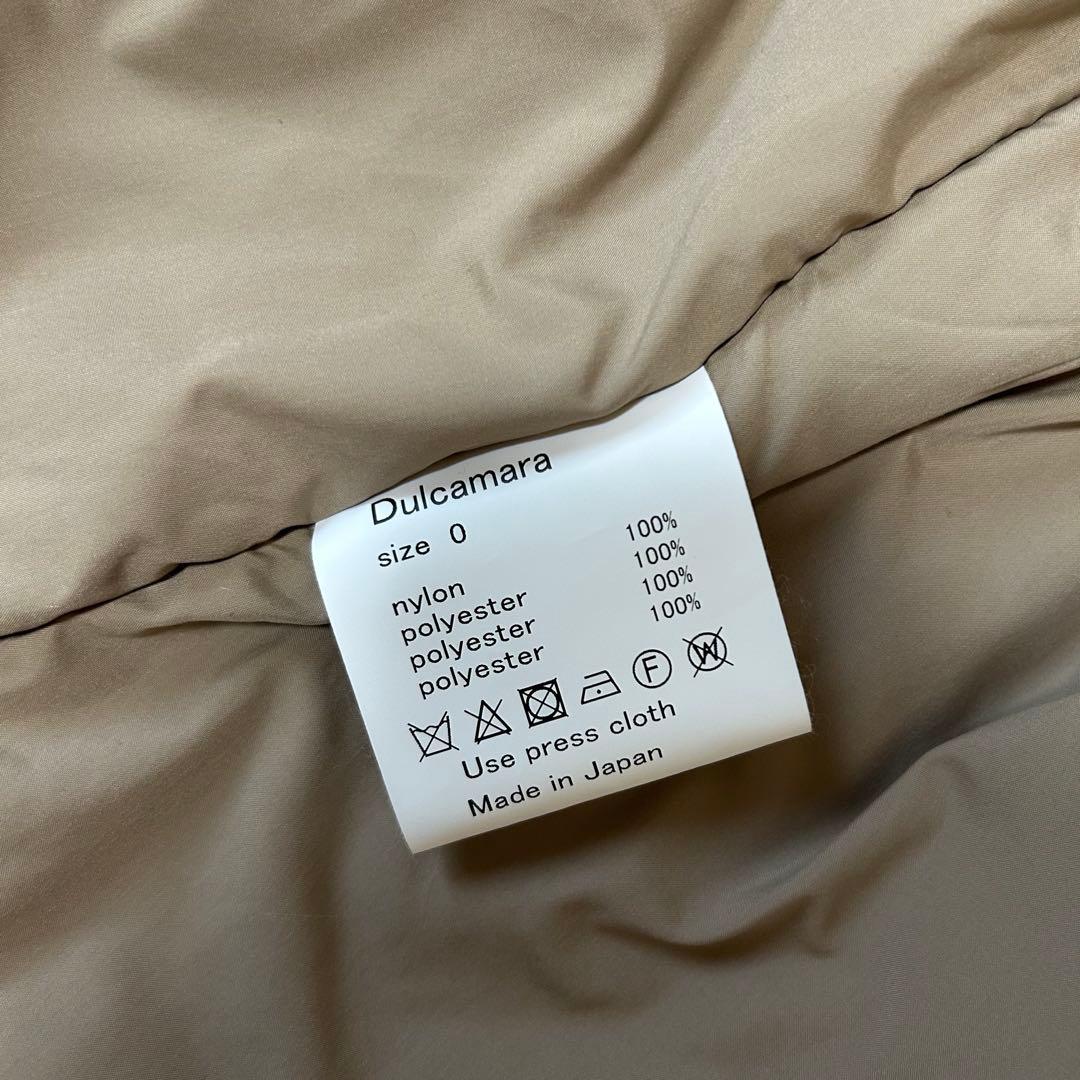 Dulcamara
size 0
nylon 100%
polyester 100%
polyester 100%
polyester 100%
F W
Use press cloth
Made in Japan